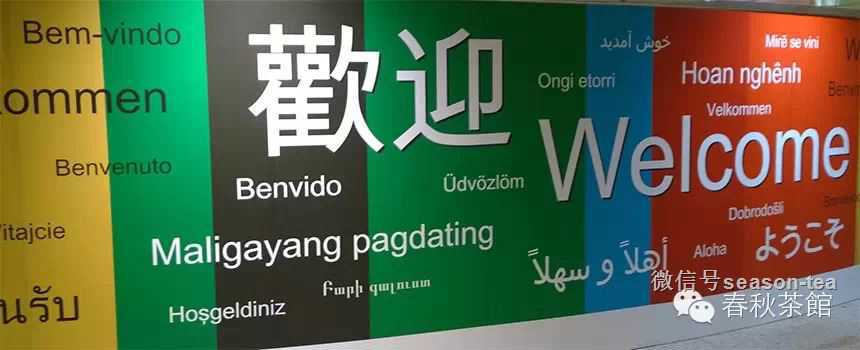 Bem-vindo
ommen
Benvenuto
Vitajcie
นรับ
歡迎
Benvido
Üdvözlöm
Maligayang pagdating
Hoşgeldiniz
Բարի գալուստ
خوش آمدید
Ongi etorri
Welcome
Mirë se vini
Hoan nghênh
Velkommen
Dobrodošli
Aloha
ようこそ
أهلاً و سهلاً
微信号season-tea
春秋茶館